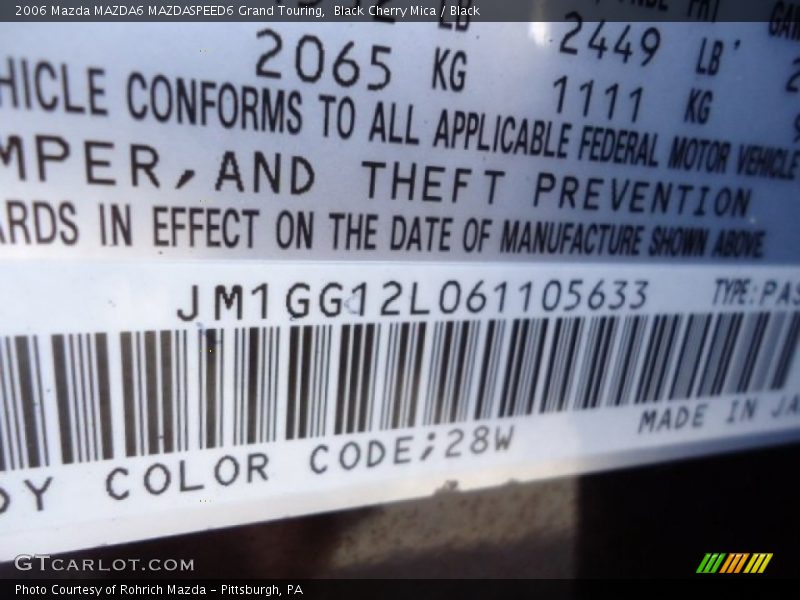 2006 Mazda MAZDA6 MAZDASPEED6 Grand Touring, Black Cherry Mica / Black
LB
2065 KG
2449 LB
1111 KG
HICLE CONFORMS TO ALL APPLICABLE FEDERAL MOTOR VEHICLE
MPER, AND THEFT PREVENTION
ARDS IN EFFECT ON THE DATE OF MANUFACTURE SHOWN ABOVE.
JM1GG12L061105633 TYPE:PAS
MADE IN JA
DY COLOR CODE;28W
GTCARLOT.COM
Photo Courtesy of Rohrich Mazda - Pittsburgh, PA